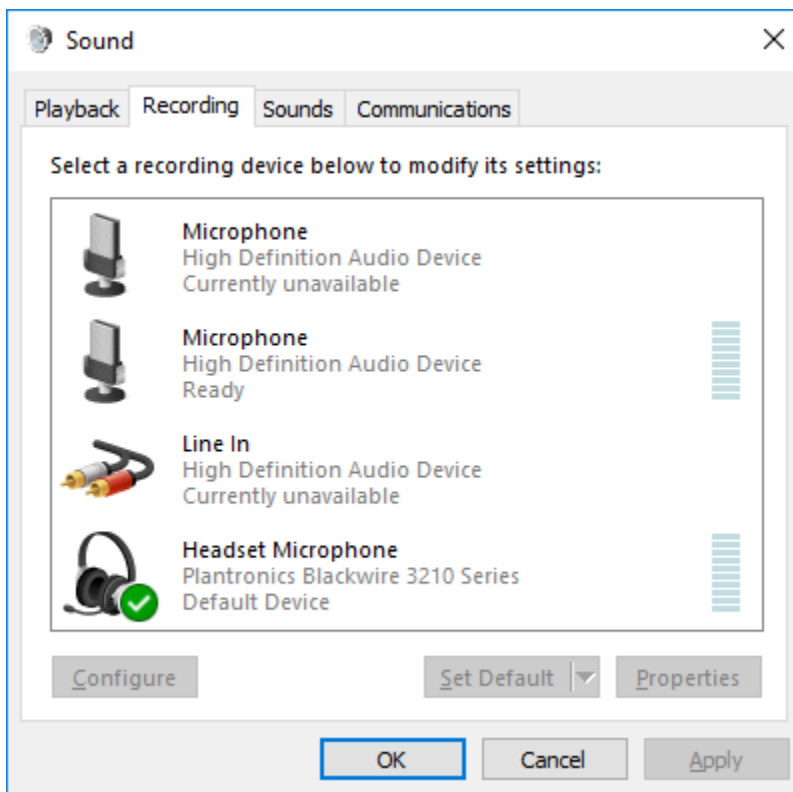 Sound
Playback Recording Sounds Communications
Select a recording device below to modify its settings:
Microphone
High Definition Audio Device
Currently unavailable
Microphone
High Definition Audio Device
Ready
Line In
High Definition Audio Device
Currently unavailable
Headset Microphone
Plantronics Blackwire 3210 Series
Default Device
Configure Set Default Properties
OK Cancel Apply